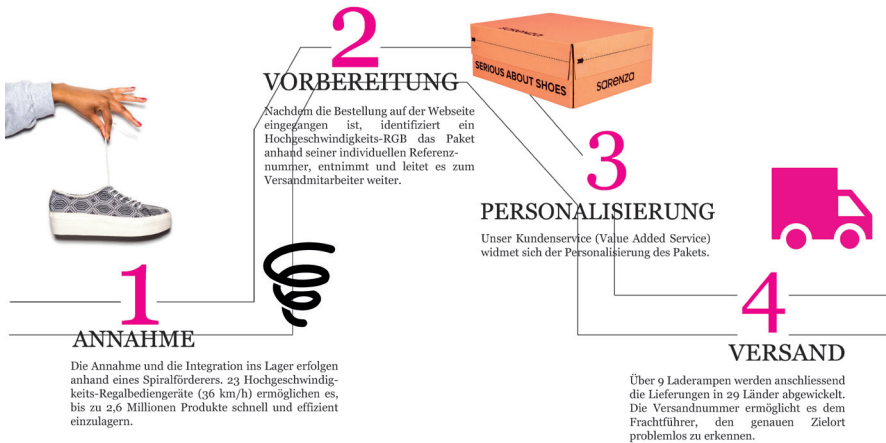 1
ANNAHME
Die Annahme und die Integration ins Lager erfolgen
anhand eines Spiralförderers. 23 Hochgeschwindig-
keits-Regalbediengeräte (36 km/h) ermöglichen es,
bis zu 2,6 Millionen Produkte schnell und effizient
einzulagern.
2
VORBEREITUNG
Nachdem die Bestellung auf der Webseite
eingegangen ist, identifiziert ein
Hochgeschwindigkeits-RGB das Paket
anhand seiner individuellen Referenz-
nummer, entnimmt und leitet es zum
Versandmitarbeiter weiter.
sarenza
SERIOUS ABOUT SHOES
sarenza
3
PERSONALISIERUNG
Unser Kundenservice (Value Added Service)
widmet sich der Personalisierung des Pakets.
4
VERSAND
Über 9 Laderampen werden anschliessend
die Lieferungen in 29 Länder abgewickelt.
Die Versandnummer ermöglicht es dem
Frachtführer, den genauen Zielort
problemlos zu erkennen.